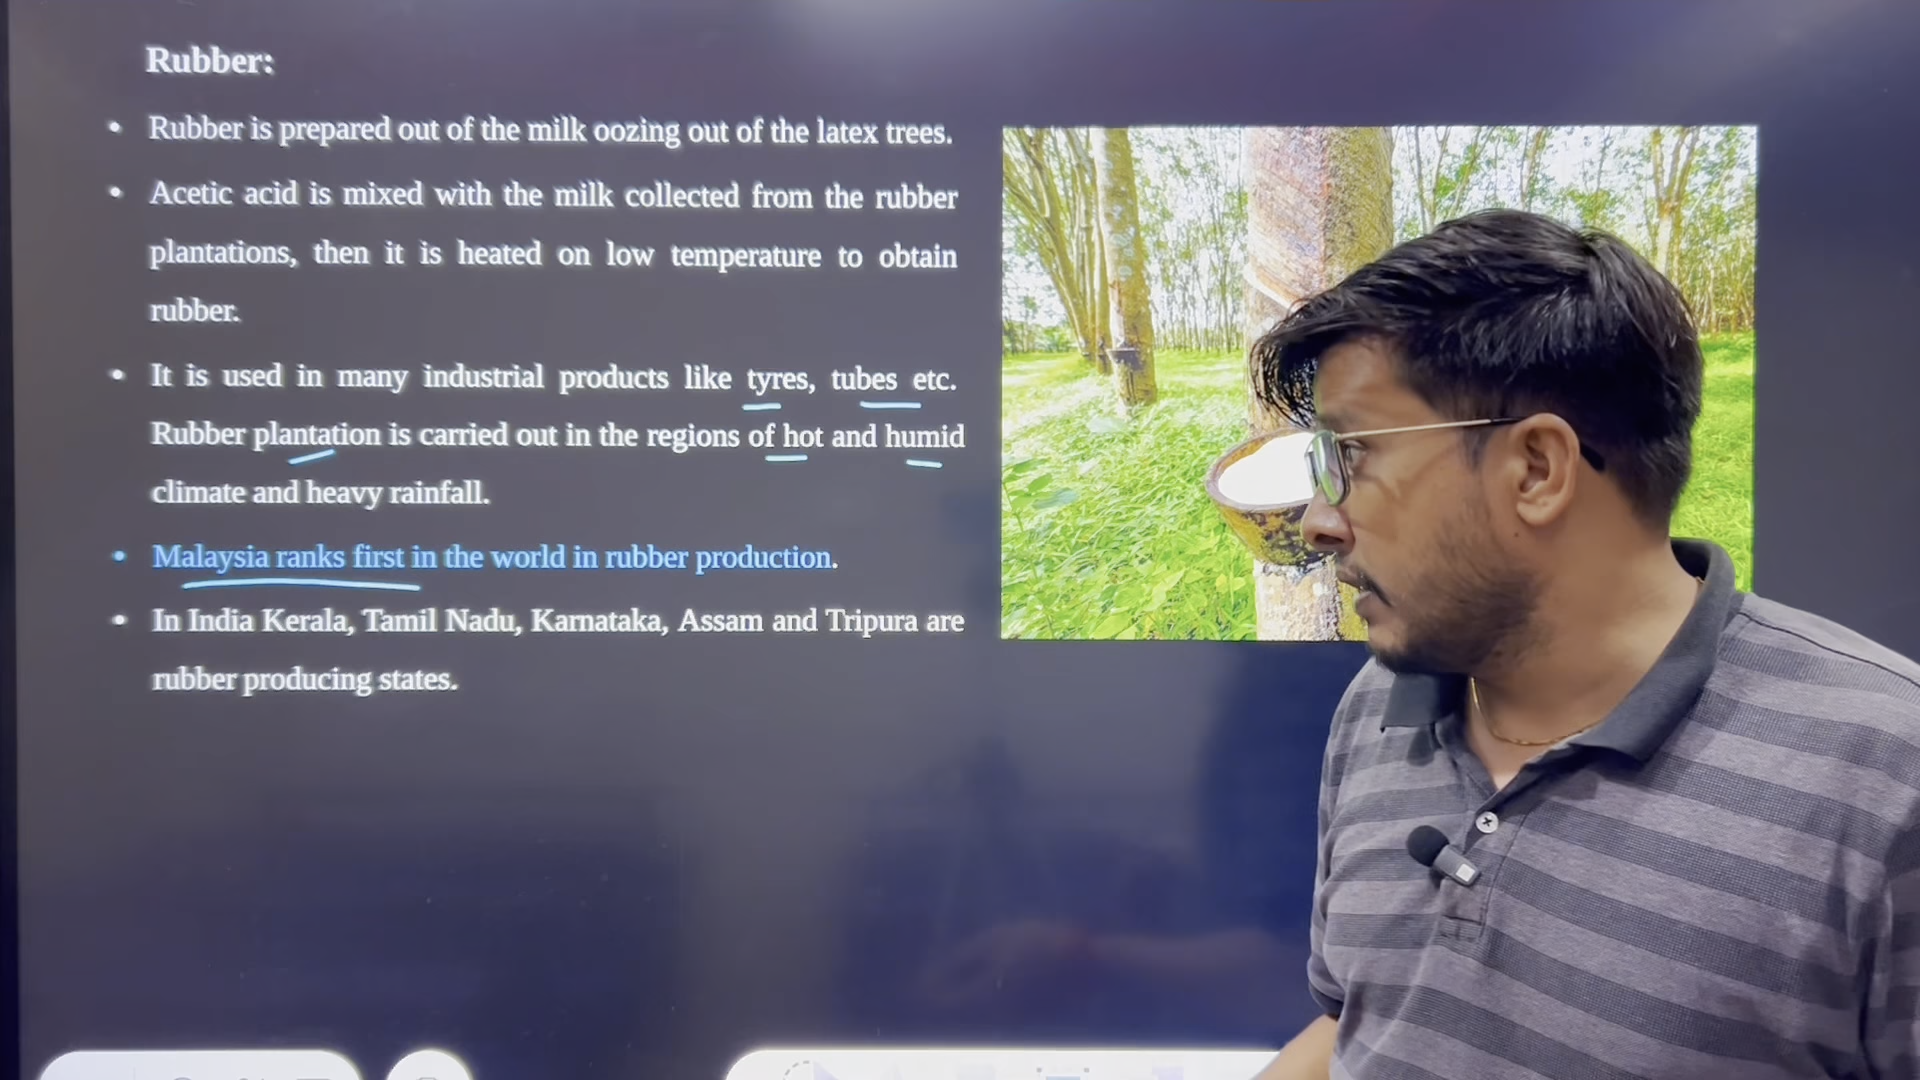 Rubber:
• Rubber is prepared out of the milk oozing out of the latex trees.
• Acetic acid is mixed with the milk collected from the rubber
plantations, then it is heated on low temperature to obtain
rubber.
• It is used in many industrial products like tyres, tubes etc.
Rubber plantation is carried out in the regions of hot and humid
climate and heavy rainfall.
• Malaysia ranks first in the world in rubber production.
• In India Kerala, Tamil Nadu, Karnataka, Assam and Tripura are
rubber producing states.